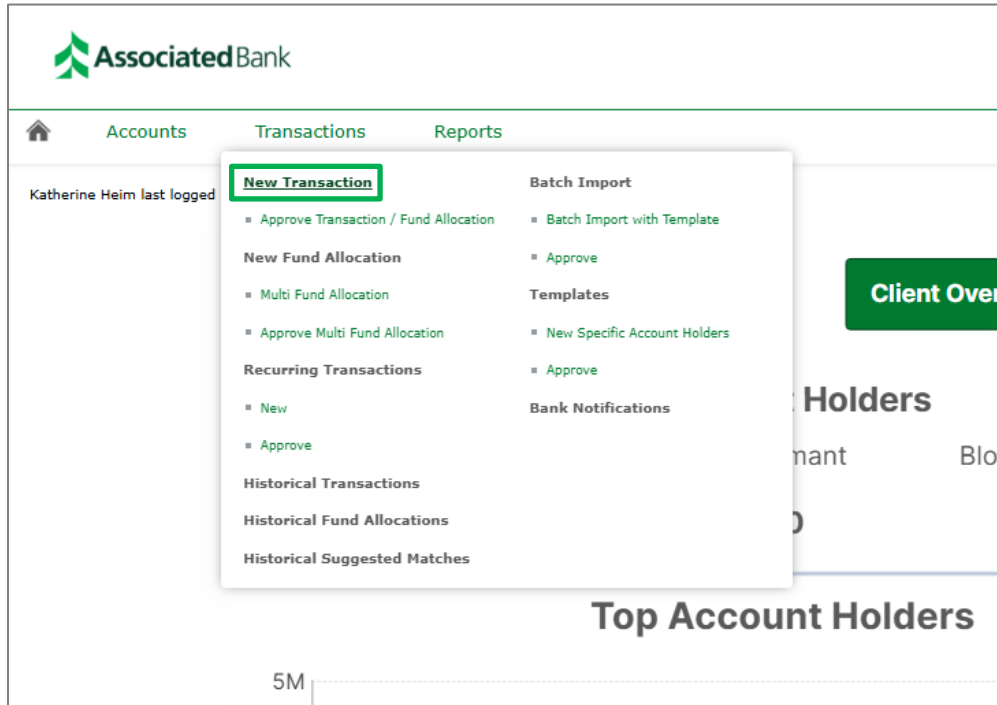 AssociatedBank
Accounts Transactions Reports
Katherine Heim last logged
New Transaction
Approve Transaction / Fund Allocation
New Fund Allocation
Multi Fund Allocation
Approve Multi Fund Allocation
Recurring Transactions
New
Approve
Historical Transactions
Historical Fund Allocations
Historical Suggested Matches
Batch Import
Batch Import with Template
Approve
Templates
New Specific Account Holders
Approve
Bank Notifications
Client Over
Holders
mant Blo
Top Account Holders
5M